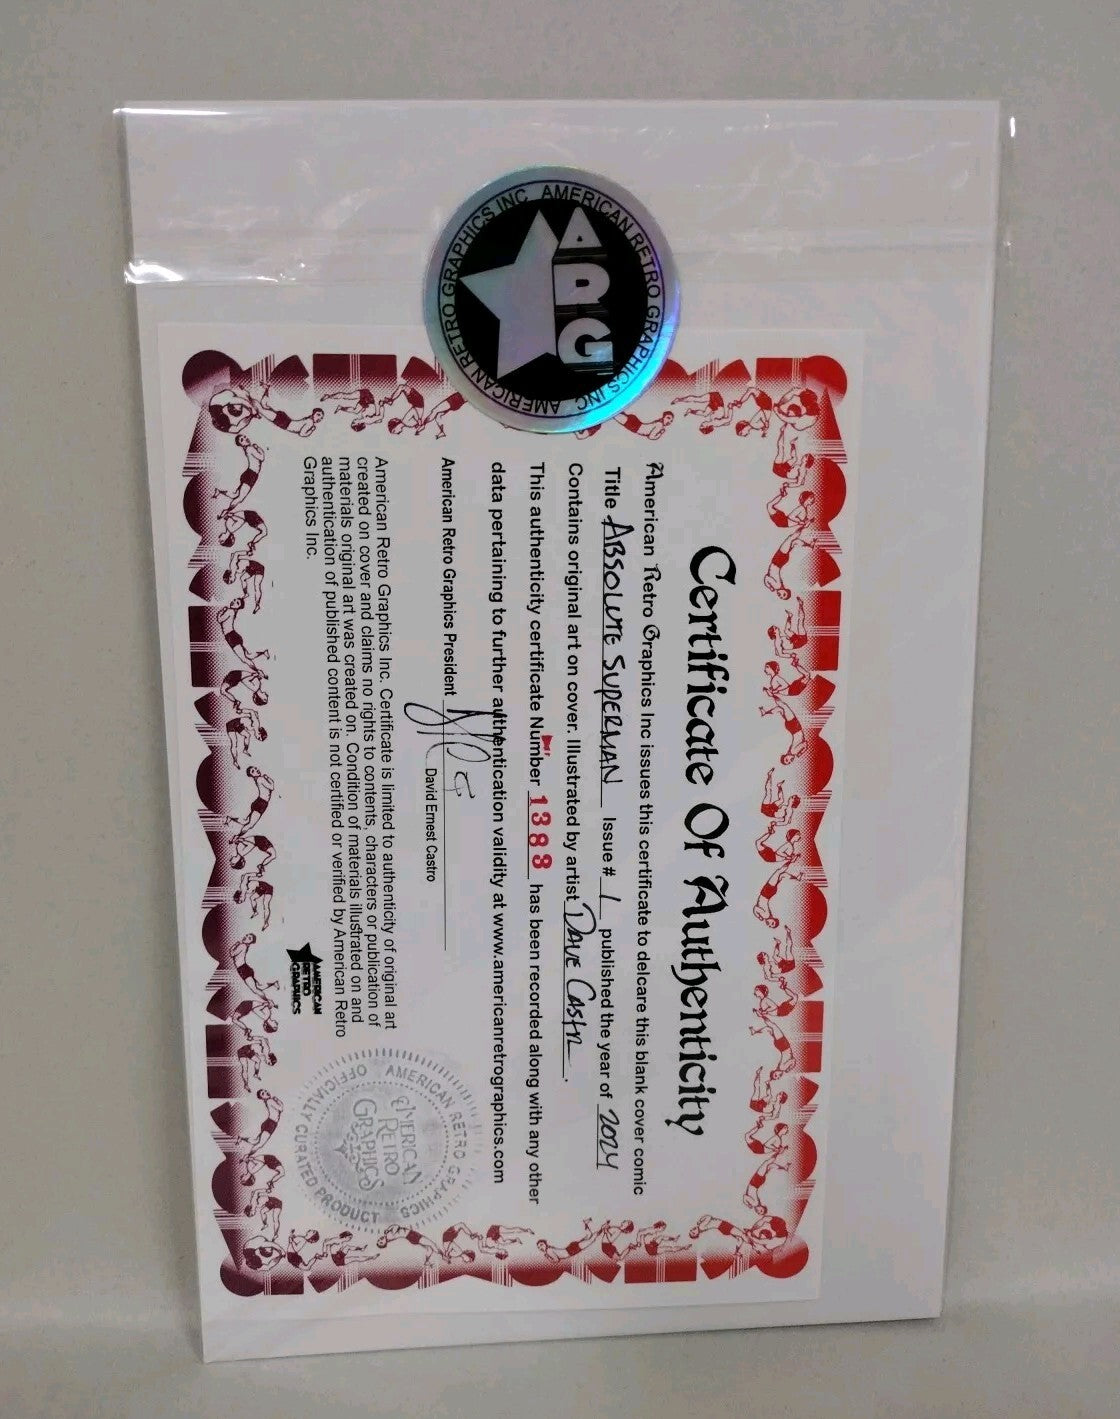 AMERICAN RETRO GRAPHICS INC AMERICAN RETRO GRAPHICS INC
ARG
Certificate Of Authenticity
American Retro Graphics Inc issues this certificate to delcare this blank cover comic
Title ABSOLUTE SUPERMAN Issue # 1 published the year of 2024
Contains original art on cover. Illustrated by artist DAVE CASTR.
This authenticity certificate Number 1388 has been recorded along with any other
data pertaining to further authentication validity at www.americanretrographics.com
American Retro Graphics President
David Ernest Castro
American Retro Graphics Inc. Certificate is limited to authenticity of original art
created on cover and claims no rights to contents, characters or publication of
materials original art was created on. Condition of materials illustrated on and
authentication of published content is not certified or verified by American Retro
Graphics Inc.
AMERICAN
RETRO
GRAPHICS
AMERICAN RETRO GRAPHICS
OFFICIALLY CURATED PRODUCT
AMERICAN
RETRO
GRAPHICS